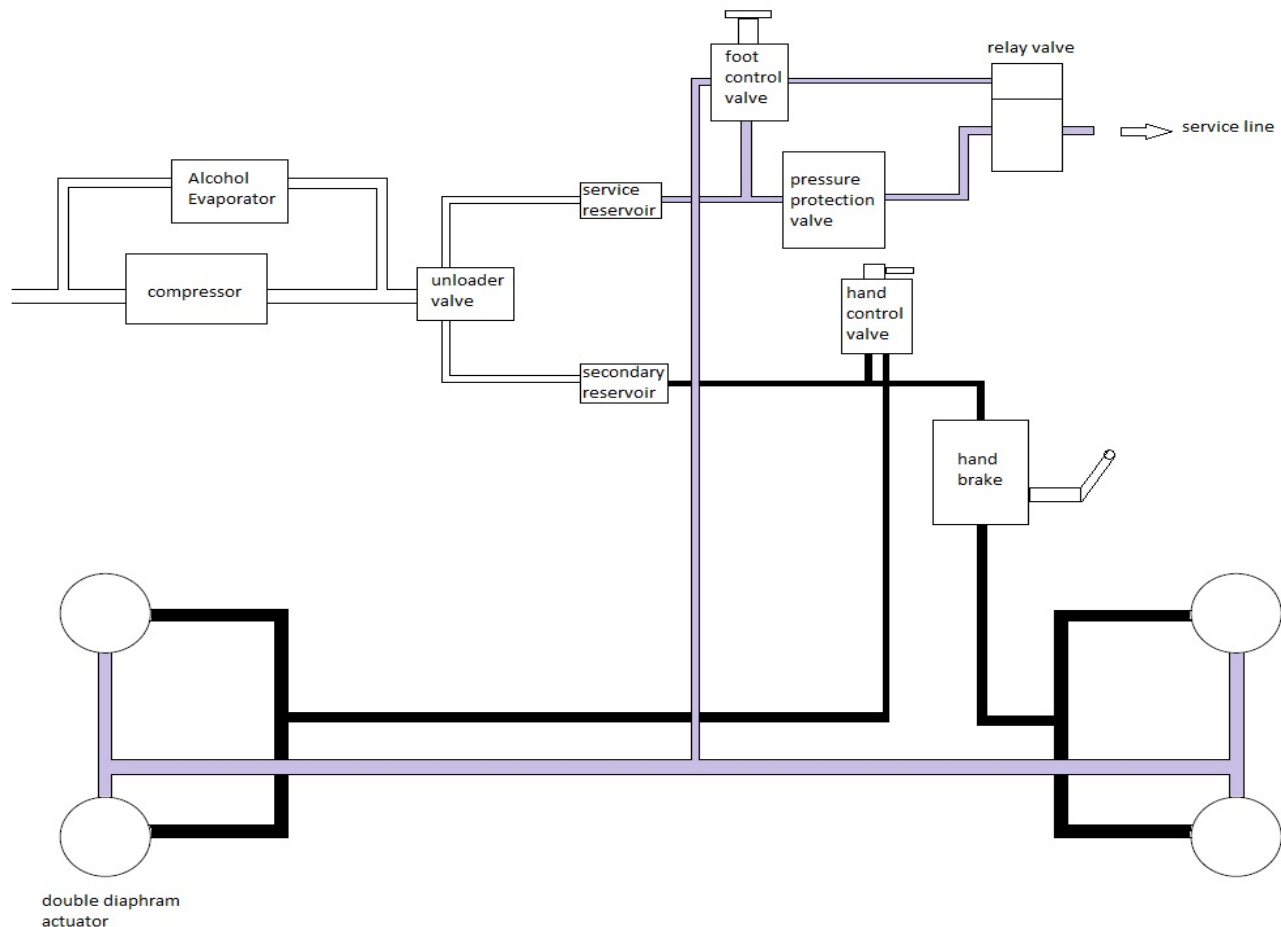 foot
control
valve
relay valve
service line
Alcohol
Evaporator
service
reservoir
pressure
protection
valve
compressor
unloader
valve
hand
control
valve
secondary
reservoir
hand
brake
double diaphram
actuator